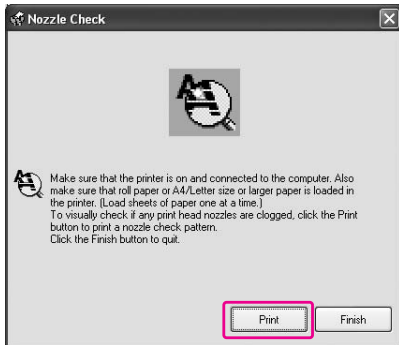 Nozzle Check
Make sure that the printer is on and connected to the computer. Also
make sure that roll paper or A4/Letter size or larger paper is loaded in
the printer. (Load sheets of paper one at a time.)
To visually check if any print head nozzles are clogged, click the Print
button to print a nozzle check pattern.
Click the Finish button to quit.
Print
Finish